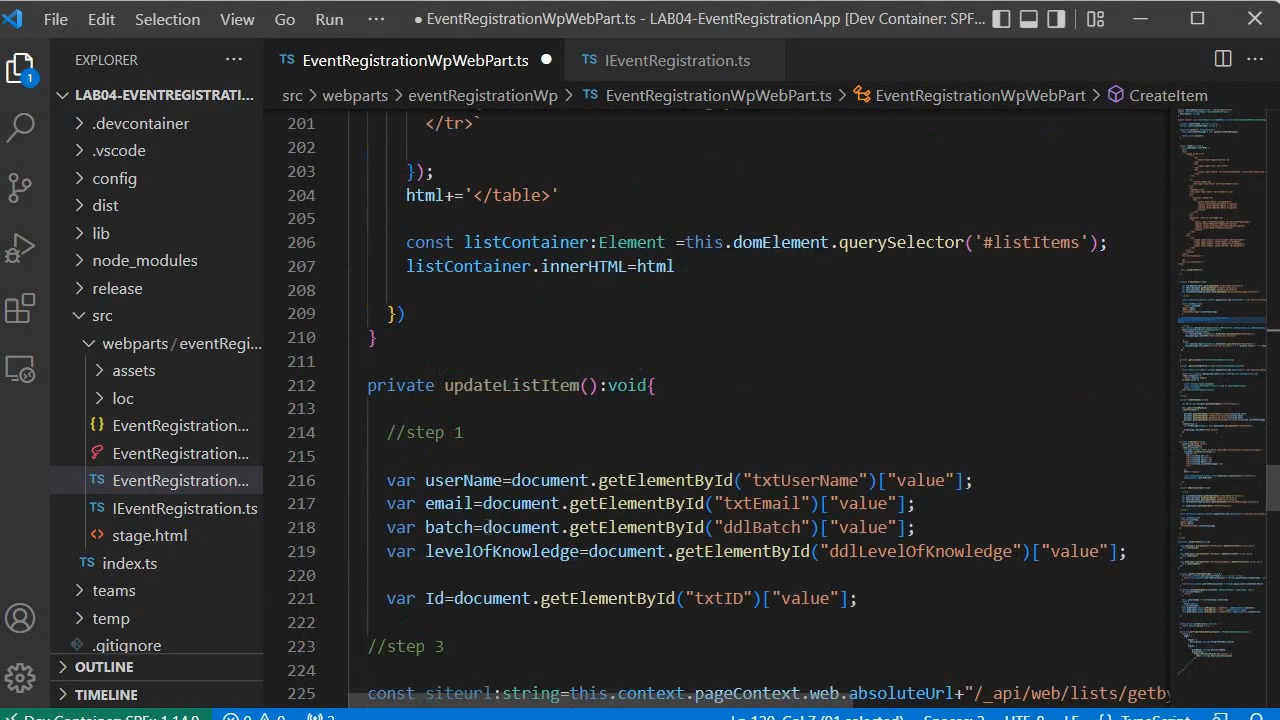 File Edit Selection View Go Run ··· ● EventRegistrationWpWebPart.ts - LAB04-EventRegistrationApp [Dev Container: SPF...
EXPLORER ···
TS EventRegistrationWpWebPart.ts ●
TS IEventRegistration.ts
···
1
LAB04-EVENTREGISTRATI...
src > webparts > eventRegistrationWp > TS EventRegistrationWpWebPart.ts > EventRegistrationWpWebPart > CreateItem
.devcontainer
.vscode
config
dist
lib
node_modules
release
src
webparts / eventRegi...
assets
loc
{} EventRegistration...
EventRegistration...
TS EventRegistration...
TS IEventRegistration.ts
stage.html
TS index.ts
teams
temp
.gitignore
OUTLINE
TIMELINE
201 </tr>`
202
203 });
204 html+='</table>'
205
206 const listContainer:Element =this.domElement.querySelector('#listItems');
207 listContainer.innerHTML=html
208
209 })
210 }
211
212 private updateListItem():void{
213
214 //step 1
215
216 var userName=document.getElementById("txtUserName")["value"];
217 var email=document.getElementById("txtEmail")["value"];
218 var batch=document.getElementById("ddlBatch")["value"];
219 var levelOfKnowledge=document.getElementById("ddlLevelOfKnowledge")["value"];
220
221 var Id=document.getElementById("txtID")["value"];
222
223 //step 3
224
225 const siteurl:string=this.context.pageContext.web.absoluteUrl+"/_api/web/lists/getby